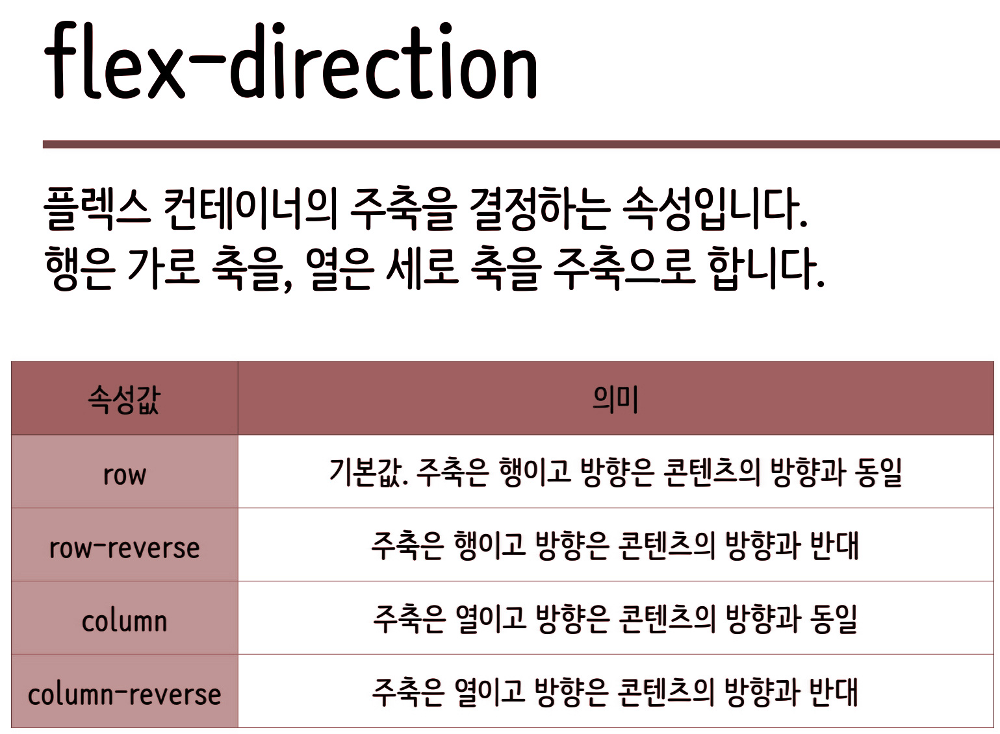 flex-direction
플렉스 컨테이너의 주축을 결정하는 속성입니다.
행은 가로 축을, 열은 세로 축을 주축으로 합니다.
속성값 의미
row 기본값. 주축은 행이고 방향은 콘텐츠의 방향과 동일
row-reverse 주축은 행이고 방향은 콘텐츠의 방향과 반대
column 주축은 열이고 방향은 콘텐츠의 방향과 동일
column-reverse 주축은 열이고 방향은 콘텐츠의 방향과 반대